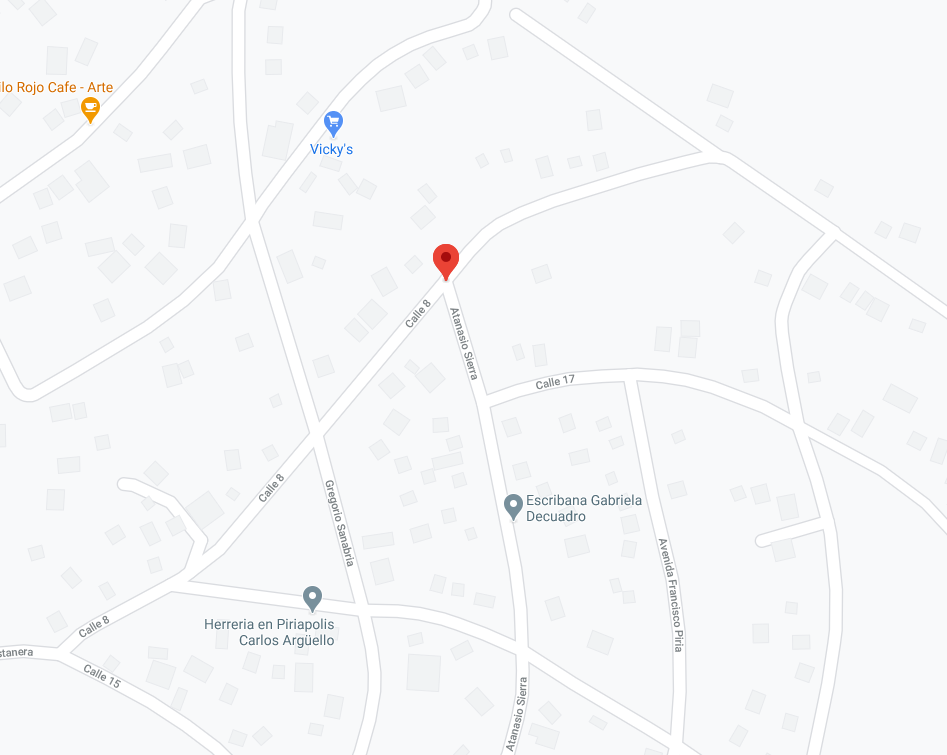 lo Rojo Cafe - Arte
Vicky's
Calle 8
Atanasio Sierra
Calle 17
Calle 8
Gregorio Sanabria
Escribana Gabriela
Decuadro
Avenida Francisco Piria
Herreria en Piriapolis
Carlos Argüello
Calle 8
stanera
Calle 15
Atanasio Sierra